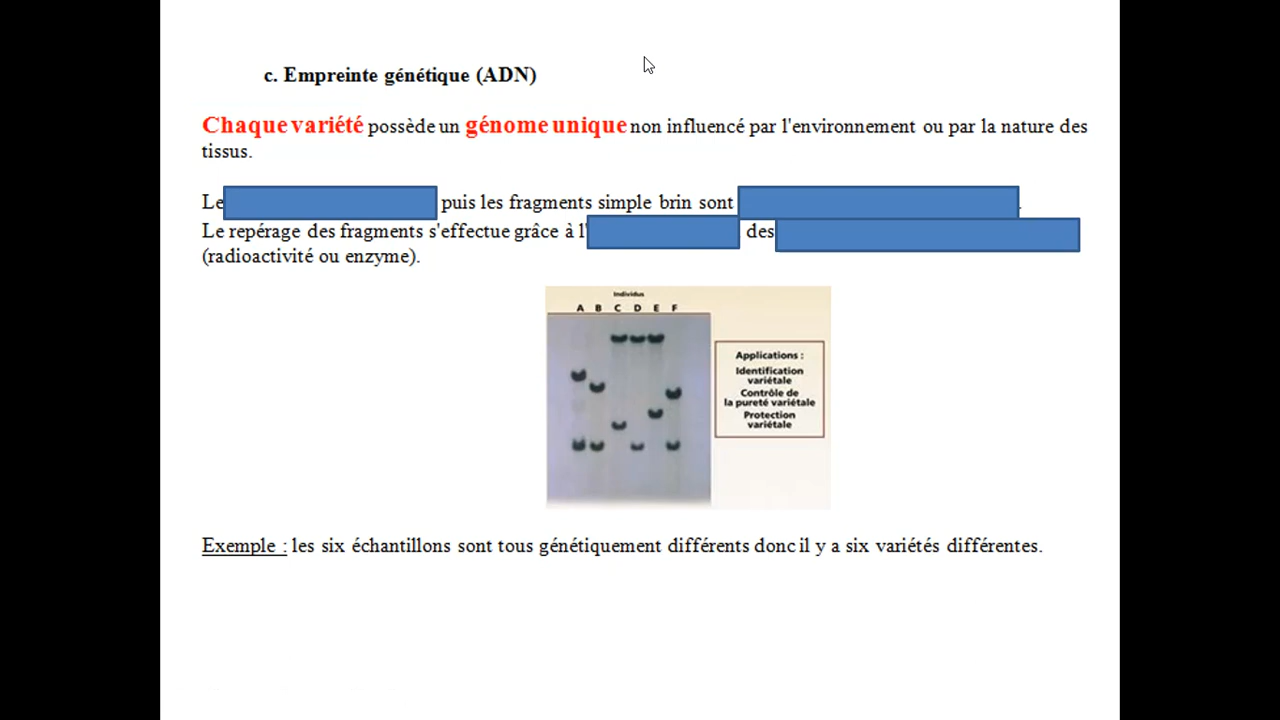 c. Empreinte génétique (ADN)
Chaque variété possède un génome unique non influencé par l'environnement ou par la nature des
tissus.
Le puis les fragments simple brin sont .
Le repérage des fragments s'effectue grâce à l' des
(radioactivité ou enzyme).
Individus
A B C D E F
Applications :
Identification
variétale
Contrôle de
la pureté variétale
Protection
variétale
Exemple : les six échantillons sont tous génétiquement différents donc il y a six variétés différentes.